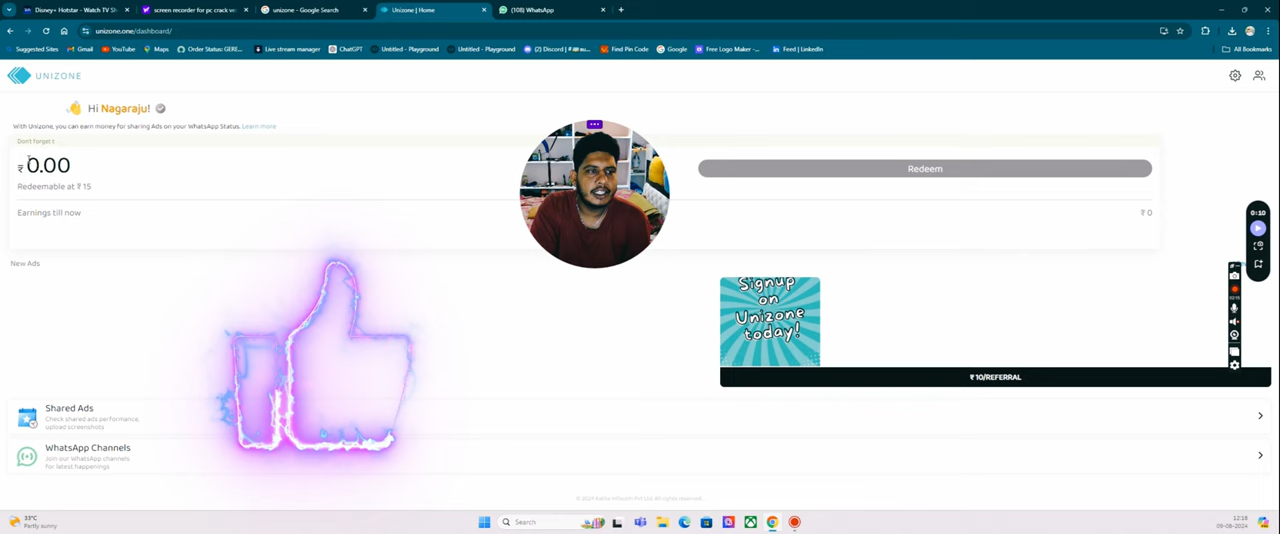 Disney+ Hotstar - Watch TV Sh
screen recorder for pc crack ve
unizone - Google Search
Unizone | Home
(108) WhatsApp
unizone.one/dashboard/
Suggested Sites
Gmail
YouTube
Maps
Order Status: GERE...
Live stream manager
ChatGPT
Untitled - Playground
Untitled - Playground
Find Pin Code
Google
Free Logo Maker -...
Feed | LinkedIn
All Bookmarks
UNIZONE
Hi Nagaraju!
With Unizone, you can earn money for sharing Ads on your WhatsApp Status. Learn more
Don't forget t
₹ 0.00
Redeem
Redeemable at ₹ 15
Earnings till now
₹ 0
0:10
New Ads
Signup
on
Unizone
today!
₹ 10/REFERRAL
Shared Ads
Check shared ads performance,
upload screenshots
WhatsApp Channels
Join our WhatsApp channels
for latest happenings
33°C
Partly sunny
Search
12:18
09-08-2024